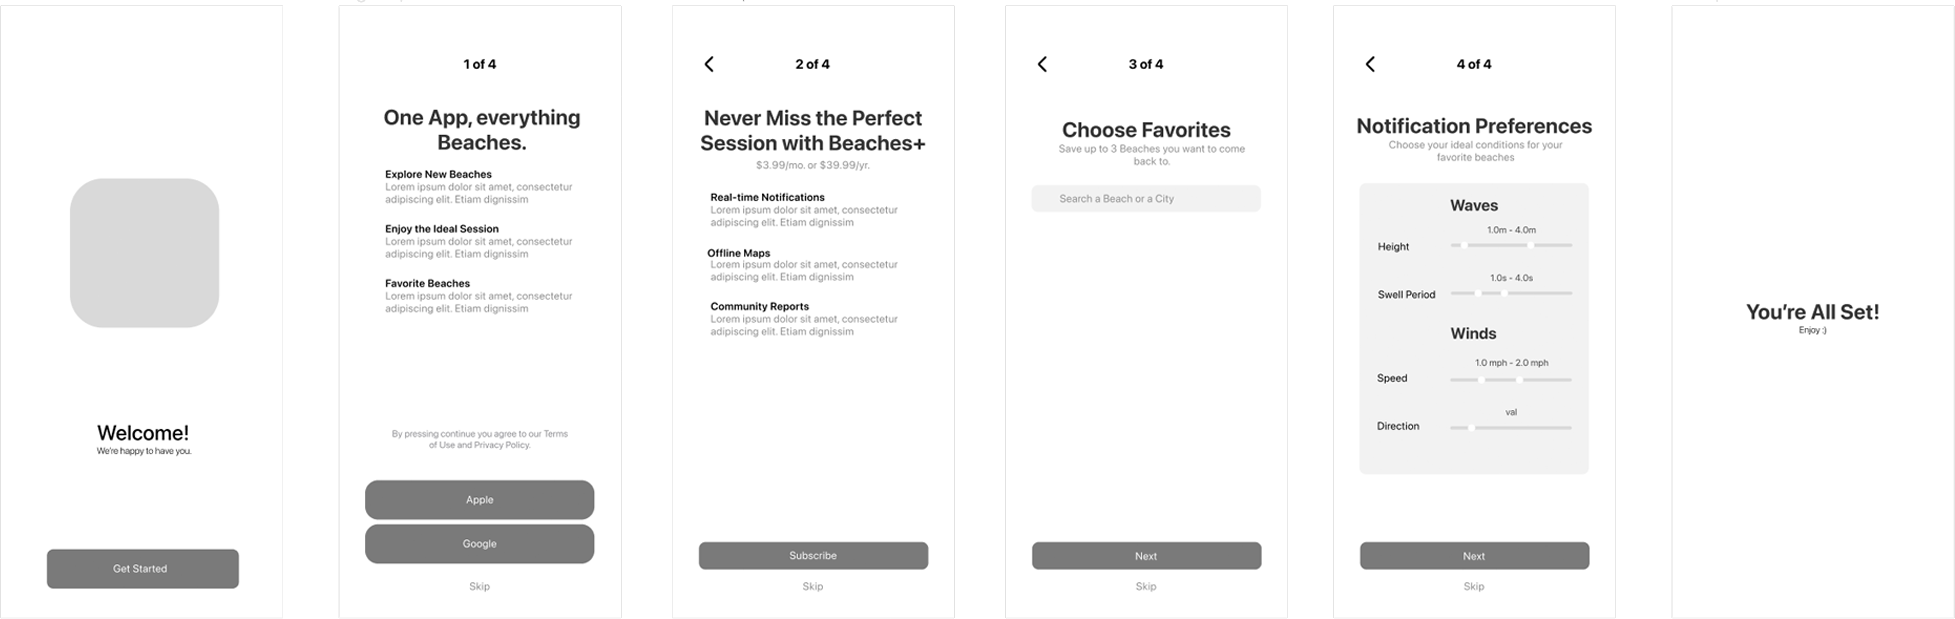 Welcome!
We're happy to have you.
Get Started
1 of 4
One App, everything
Beaches.
Explore New Beaches
Lorem ipsum dolor sit amet, consectetur
adipiscing elit. Etiam dignissim
Enjoy the Ideal Session
Lorem ipsum dolor sit amet, consectetur
adipiscing elit. Etiam dignissim
Favorite Beaches
Lorem ipsum dolor sit amet, consectetur
adipiscing elit. Etiam dignissim
By pressing continue you agree to our Terms
of Use and Privacy Policy.
Apple
Google
Skip
2 of 4
Never Miss the Perfect
Session with Beaches+
$3.99/mo. or $39.99/yr.
Real-time Notifications
Lorem ipsum dolor sit amet, consectetur
adipiscing elit. Etiam dignissim
Offline Maps
Lorem ipsum dolor sit amet, consectetur
adipiscing elit. Etiam dignissim
Community Reports
Lorem ipsum dolor sit amet, consectetur
adipiscing elit. Etiam dignissim
Subscribe
Skip
3 of 4
Choose Favorites
Save up to 3 Beaches you want to come
back to.
Search a Beach or a City
Next
Skip
4 of 4
Notification Preferences
Choose your ideal conditions for your
favorite beaches
Waves
1.0m - 4.0m
Height
1.0s - 4.0s
Swell Period
Winds
1.0 mph - 2.0 mph
Speed
val
Direction
Next
Skip
You're All Set!
Enjoy :)